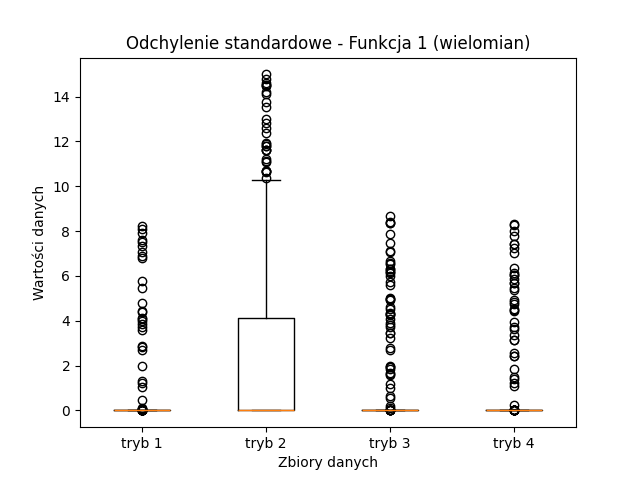 Odchylenie standardowe - Funkcja 1 (wielomian)
Wartości danych
14
12
10
8
6
4
2
0
tryb 1 tryb 2 tryb 3 tryb 4
Zbiory danych